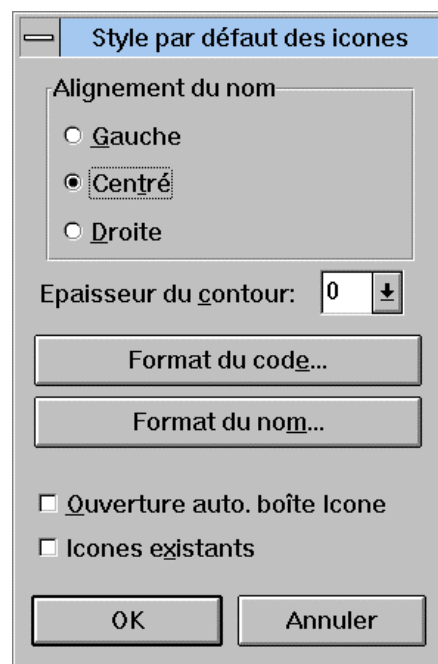 Style par défaut des icones
Alignement du nom
Gauche
Centré
Droite
Epaisseur du contour: 0
Format du code...
Format du nom...
Ouverture auto. boîte Icone
Icones existants
OK Annuler